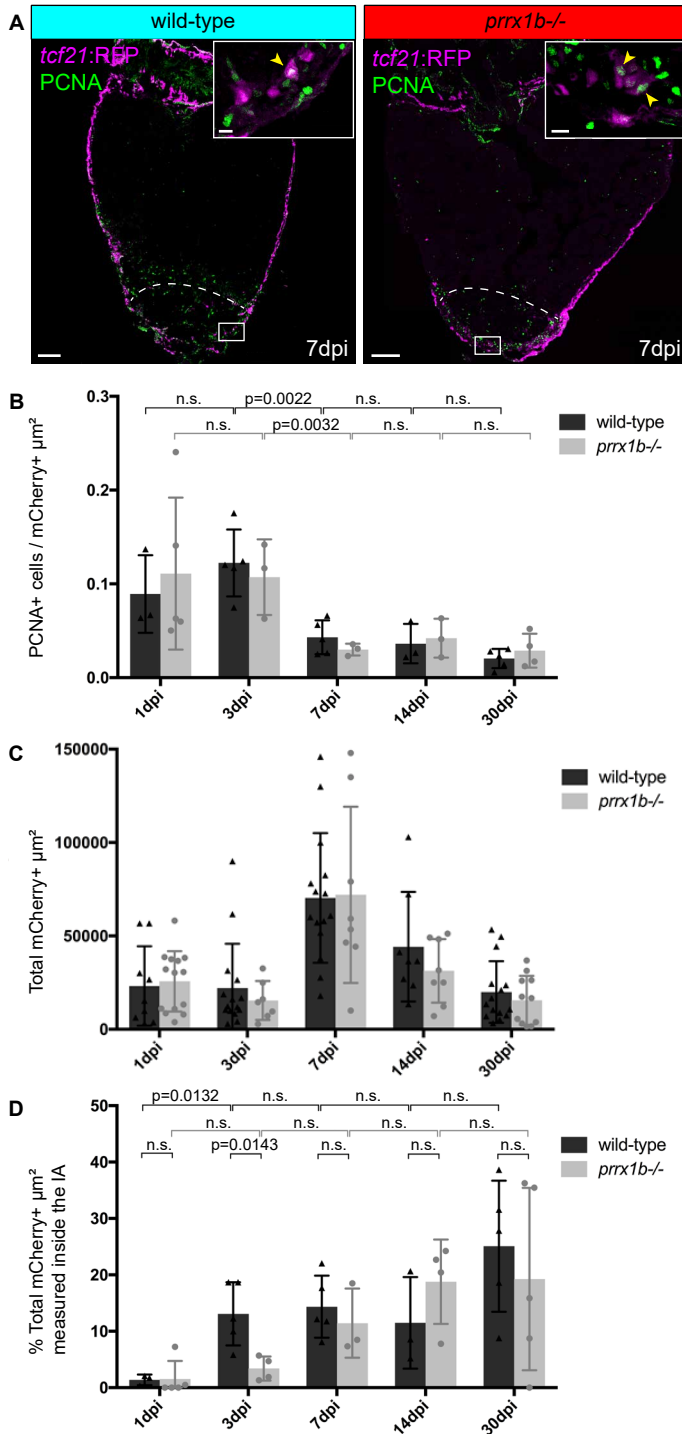 A
wild-type
prrx1b-/-
tcf21:RFP
PCNA
7dpi
tcf21:RFP
PCNA
7dpi
B
n.s. p=0.0022 n.s. n.s.
n.s. p=0.0032 n.s. n.s.
PCNA+ cells / mCherry+ µm²
0.3
0.2
0.1
0.0
wild-type
prrx1b-/-
1dpi 3dpi 7dpi 14dpi 30dpi
C
Total mCherry+ µm²
150000
100000
50000
0
wild-type
prrx1b-/-
1dpi 3dpi 7dpi 14dpi 30dpi
D
p=0.0132 n.s. n.s. n.s.
n.s. n.s. n.s. n.s.
n.s. p=0.0143 n.s. n.s. n.s.
% Total mCherry+ µm²
measured inside the IA
50
40
30
20
10
0
wild-type
prrx1b-/-
1dpi 3dpi 7dpi 14dpi 30dpi